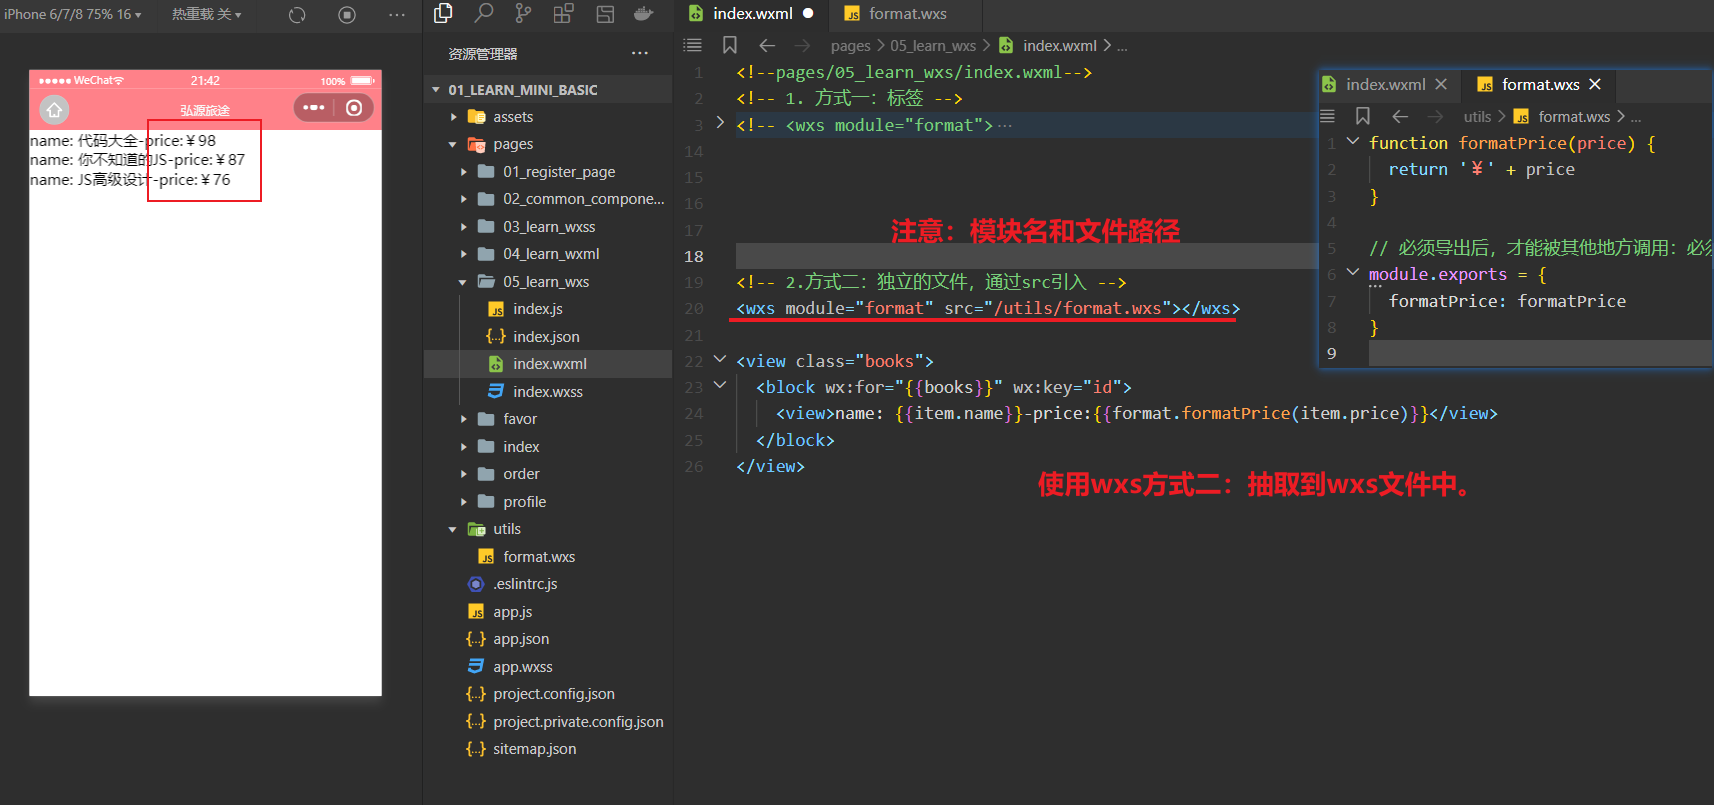 iPhone 6/7/8 75% 16
热重载 关
WeChat
21:42
100%
弘源旅途
name: 代码大全-price:￥98
name: 你不知道的JS-price:￥87
name: JS高级设计-price:￥76
资源管理器
01_LEARN_MINI_BASIC
assets
pages
01_register_page
02_common_compone...
03_learn_wxss
04_learn_wxml
05_learn_wxs
index.js
index.json
index.wxml
index.wxss
favor
index
order
profile
utils
format.wxs
.eslintrc.js
app.js
app.json
app.wxss
project.config.json
project.private.config.json
sitemap.json
index.wxml
format.wxs
pages > 05_learn_wxs > index.wxml > ...
1 <!--pages/05_learn_wxs/index.wxml-->
2 <!-- 1. 方式一：标签 -->
3 <!-- <wxs module="format">...
14
15
16
17
18
19 <!-- 2.方式二：独立的文件，通过src引入 -->
20 <wxs module="format"  src="/utils/format.wxs"></wxs>
21
22 <view class="books">
23 <block wx:for="{{books}}" wx:key="id">
24 <view>name: {{item.name}}-price:{{format.formatPrice(item.price)}}</view>
25 </block>
26 </view>
注意：模块名和文件路径
使用wxs方式二：抽取到wxs文件中。
index.wxml
format.wxs
utils > format.wxs > ...
1 function formatPrice(price) {
2 return '￥' + price
3 }
4
5 // 必须导出后，才能被其他地方调用：必
6 module.exports = {
7 formatPrice: formatPrice
8 }
9